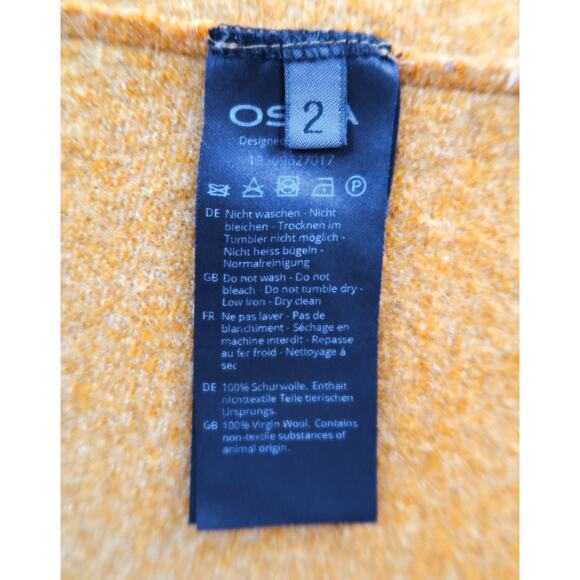 2
Designed
DE Nicht waschen - Nicht
bleichen - Trocknen im
Tumbler nicht möglich -
Nicht heiss bügeln -
Normalreinigung
GB Do not wash - Do not
bleach - Do not tumble dry -
Low Iron - Dry clean
FR Ne pas laver - Pas de
blanchiment - Séchage en
machine interdit - Repasse
au fer froid - Nettoyage à
sec
DE 100% Schurwolle. Enthält
nichttextile Teile tierischen
Ursprungs.
GB 100% Virgin Wool. Contains
non-textile substances of
animal origin.
P